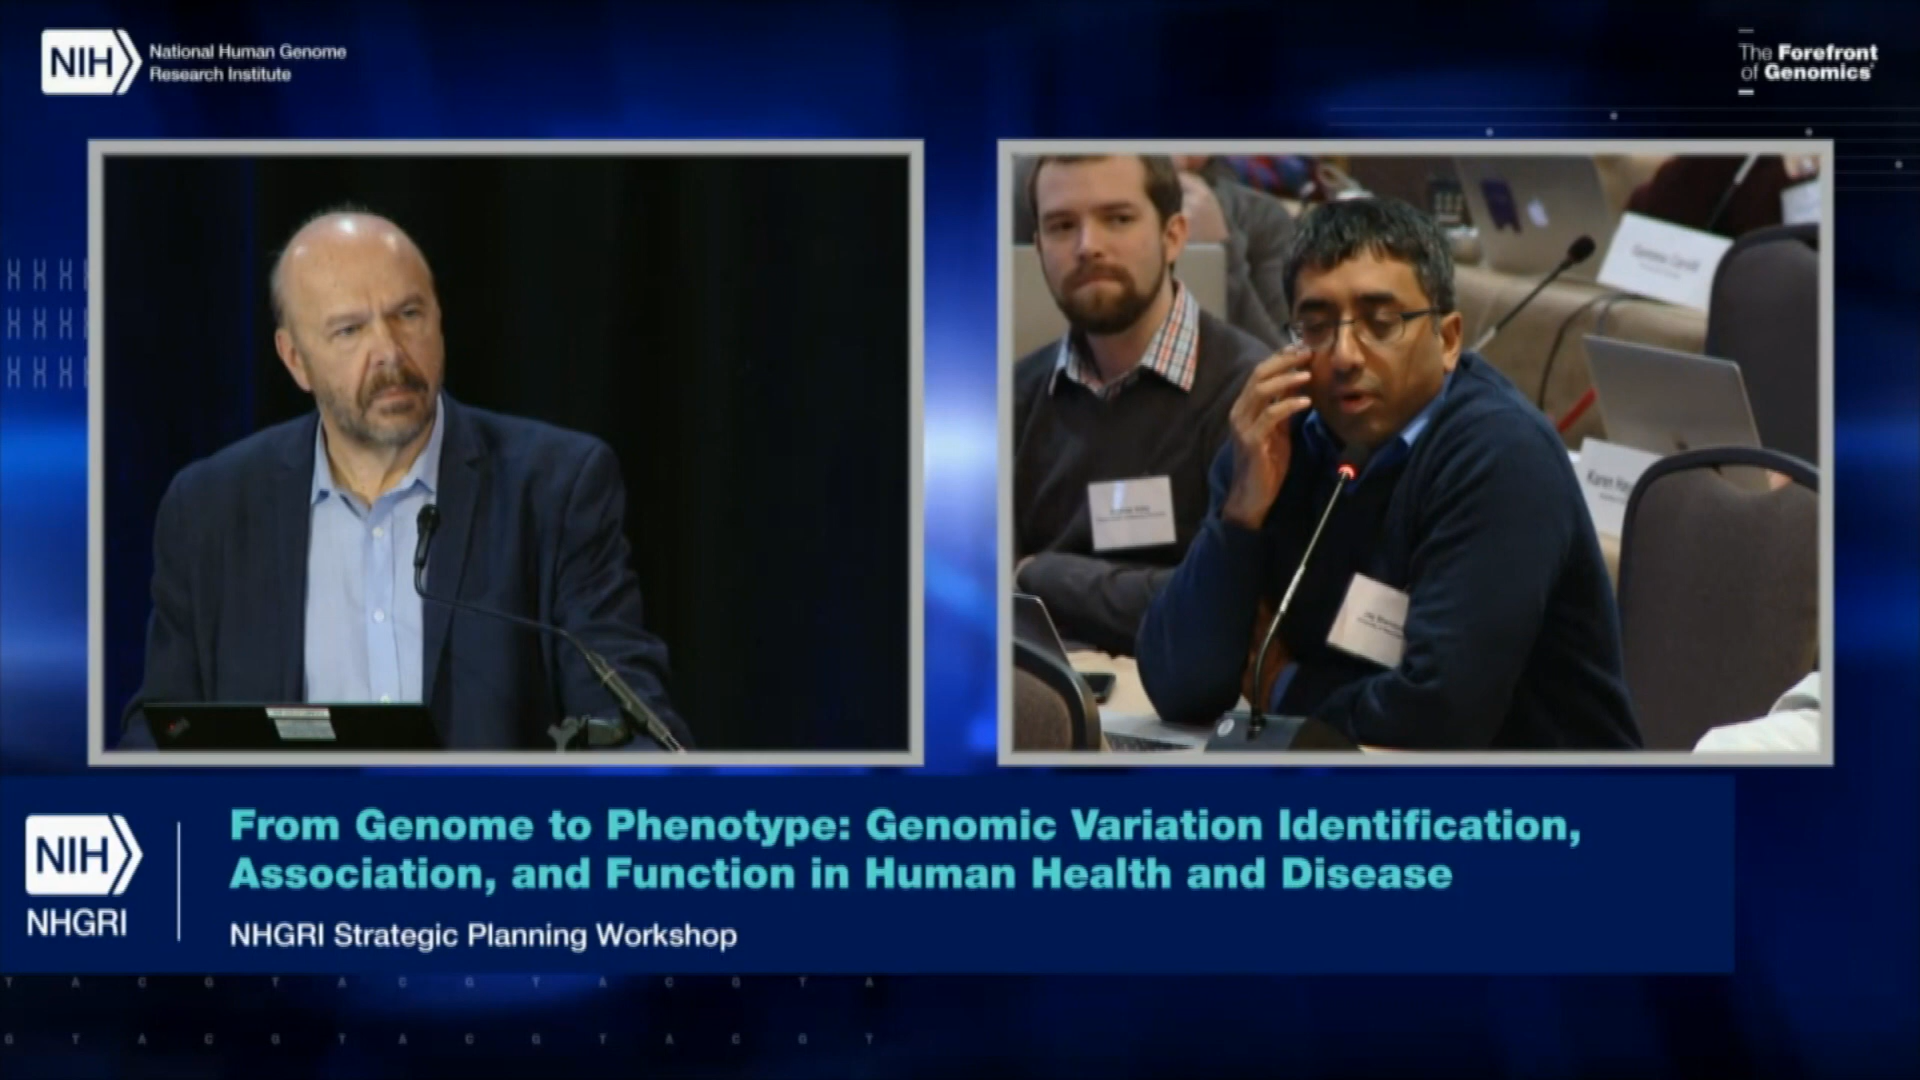 NIH
National Human Genome
Research Institute
The Forefront
of Genomics
NIH
NHGRI
From Genome to Phenotype: Genomic Variation Identification,
Association, and Function in Human Health and Disease
NHGRI Strategic Planning Workshop
T A C G T A C G T A C G T A
G T A C G T A C G T A C G T
Karen